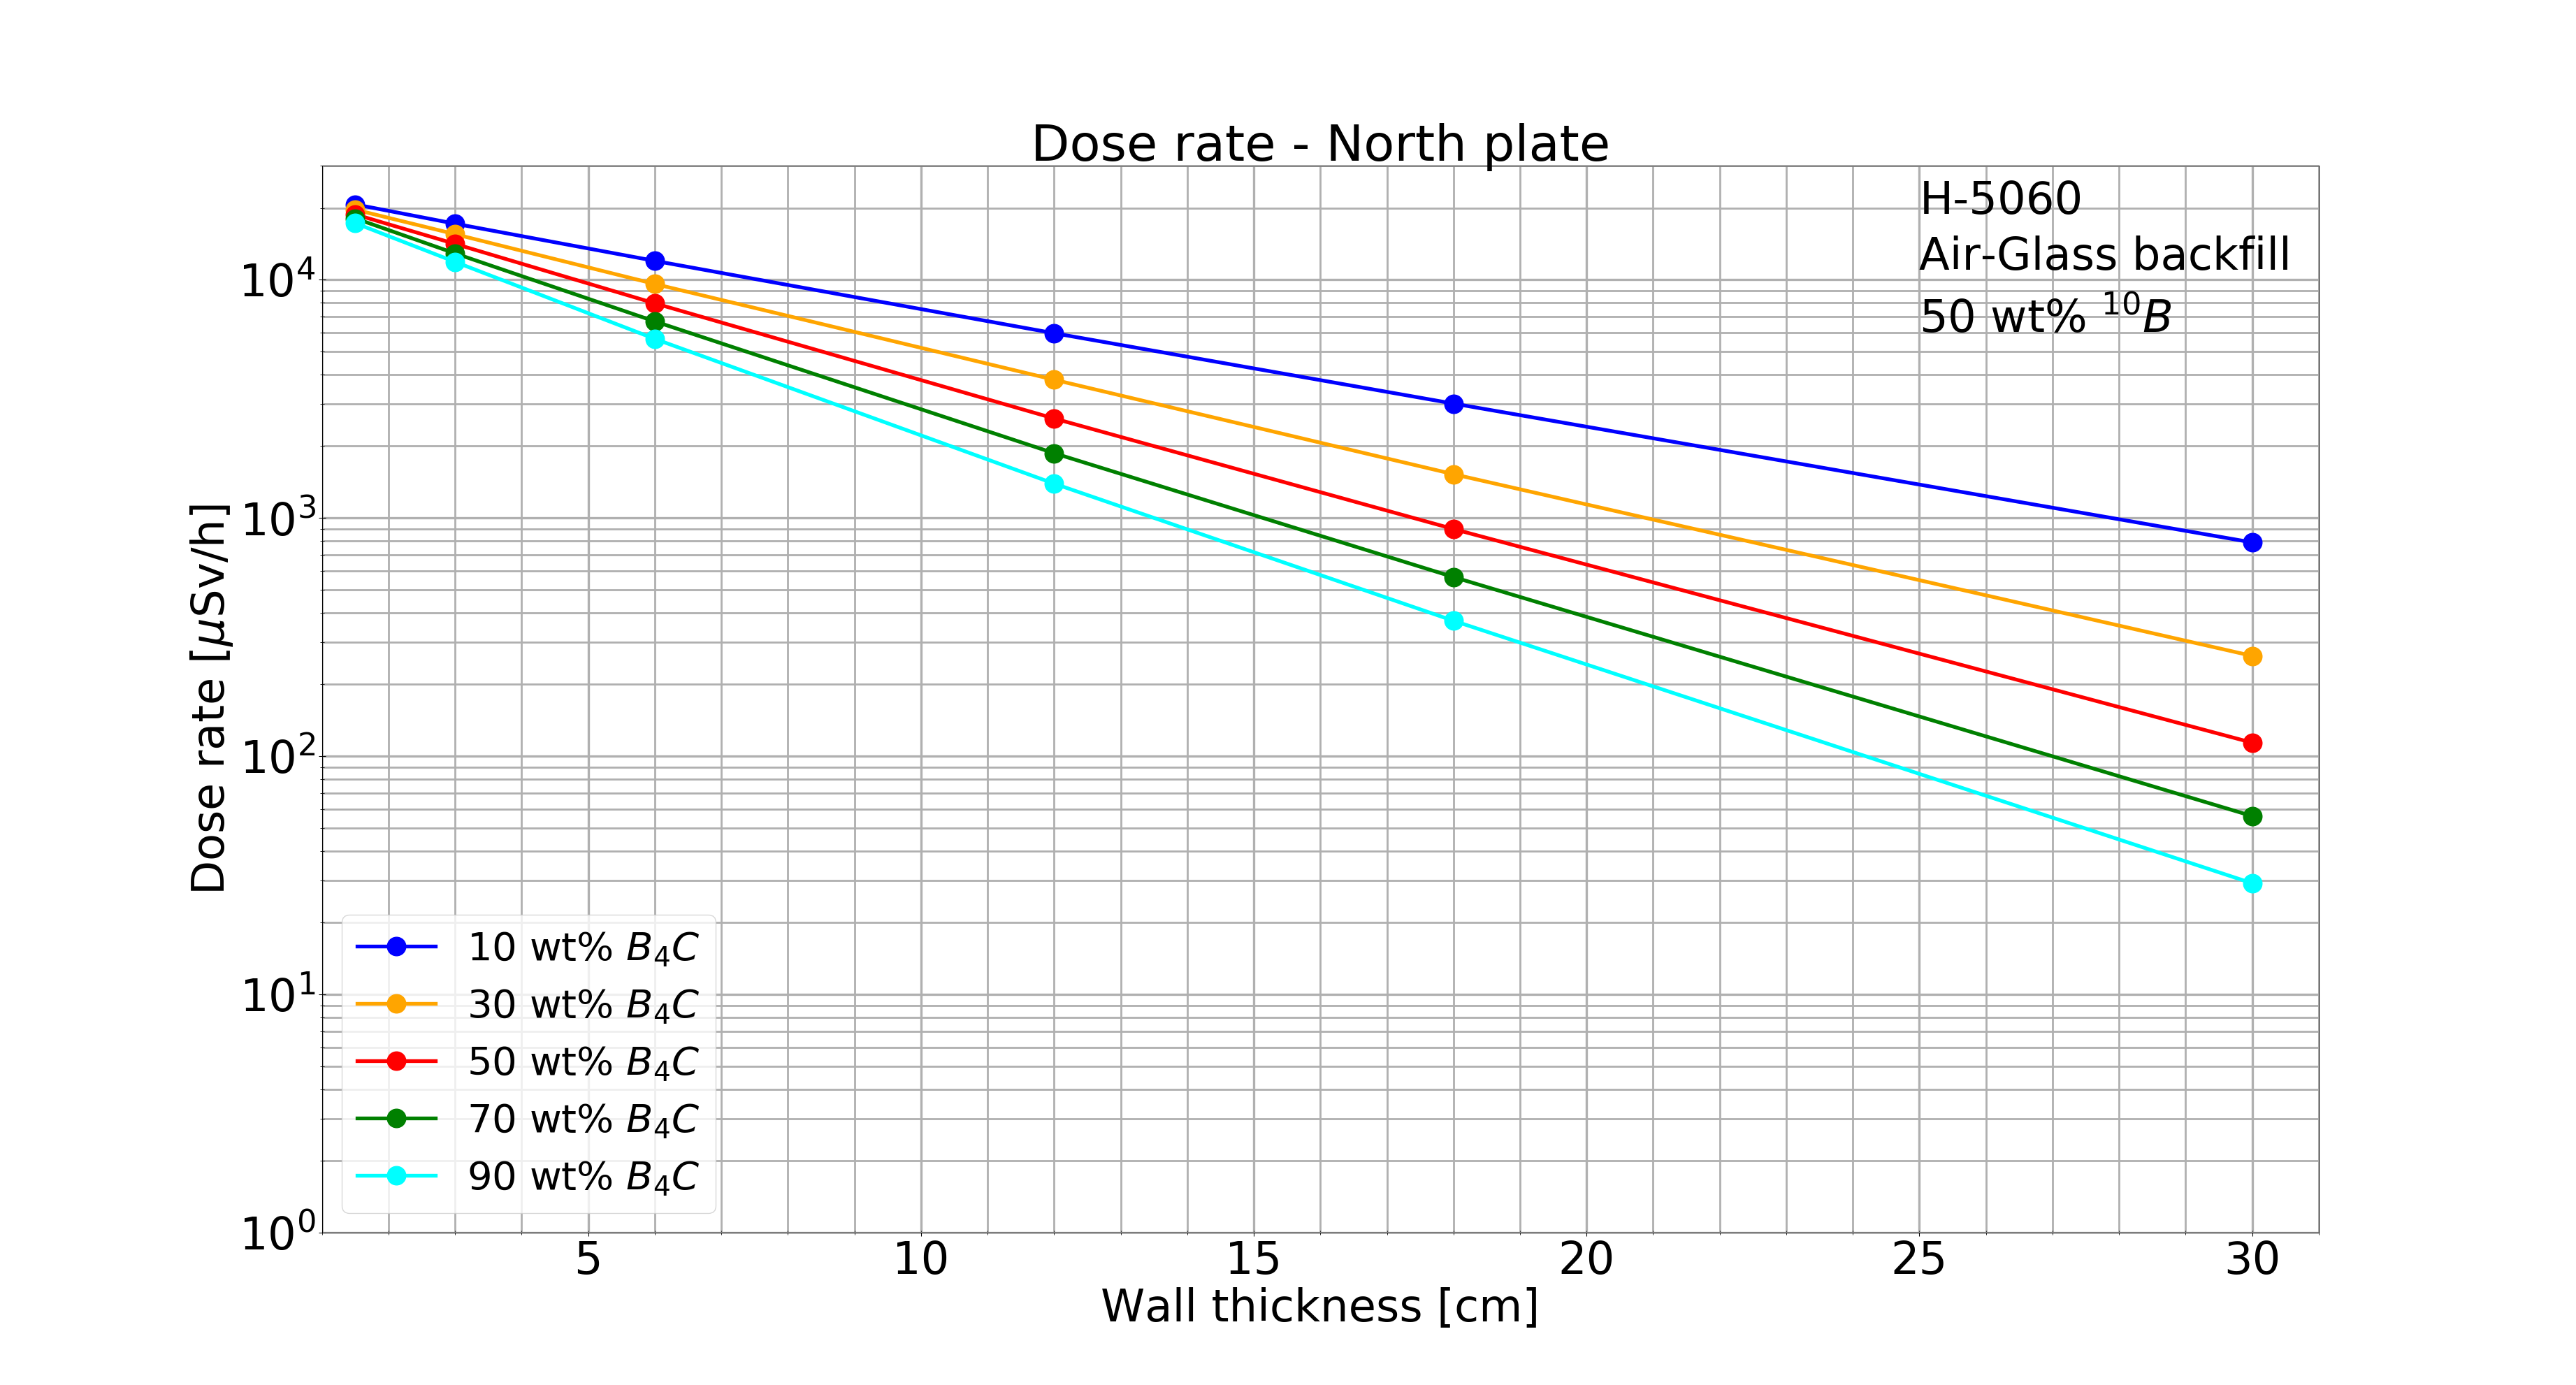 Dose rate - North plate
H-5060
Air-Glass backfill
50 wt% ¹⁰B
Dose rate [μSv/h]
10⁴
10³
10²
10¹
10⁰
10 wt% B₄C
30 wt% B₄C
50 wt% B₄C
70 wt% B₄C
90 wt% B₄C
5 10 15 20 25 30
Wall thickness [cm]